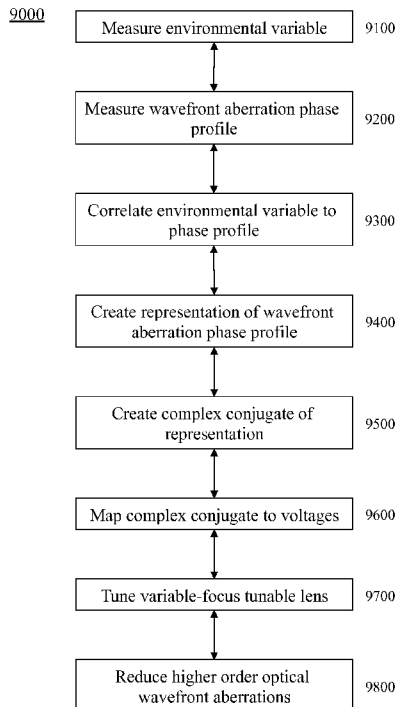 9000
Measure environmental variable
9100
Measure wavefront aberration phase
profile
9200
Correlate environmental variable to
phase profile
9300
Create representation of wavefront
aberration phase profile
9400
Create complex conjugate of
representation
9500
Map complex conjugate to voltages
9600
Tune variable-focus tunable lens
9700
Reduce higher order optical
wavefront aberrations
9800